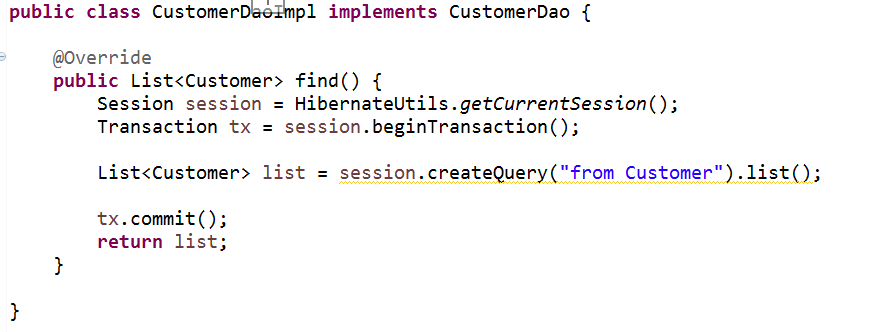 public class CustomerDaoImpl implements CustomerDao {
@Override
public List<Customer> find() {
Session session = HibernateUtils.getCurrentSession();
Transaction tx = session.beginTransaction();
List<Customer> list = session.createQuery("from Customer").list();
tx.commit();
return list;
}
}